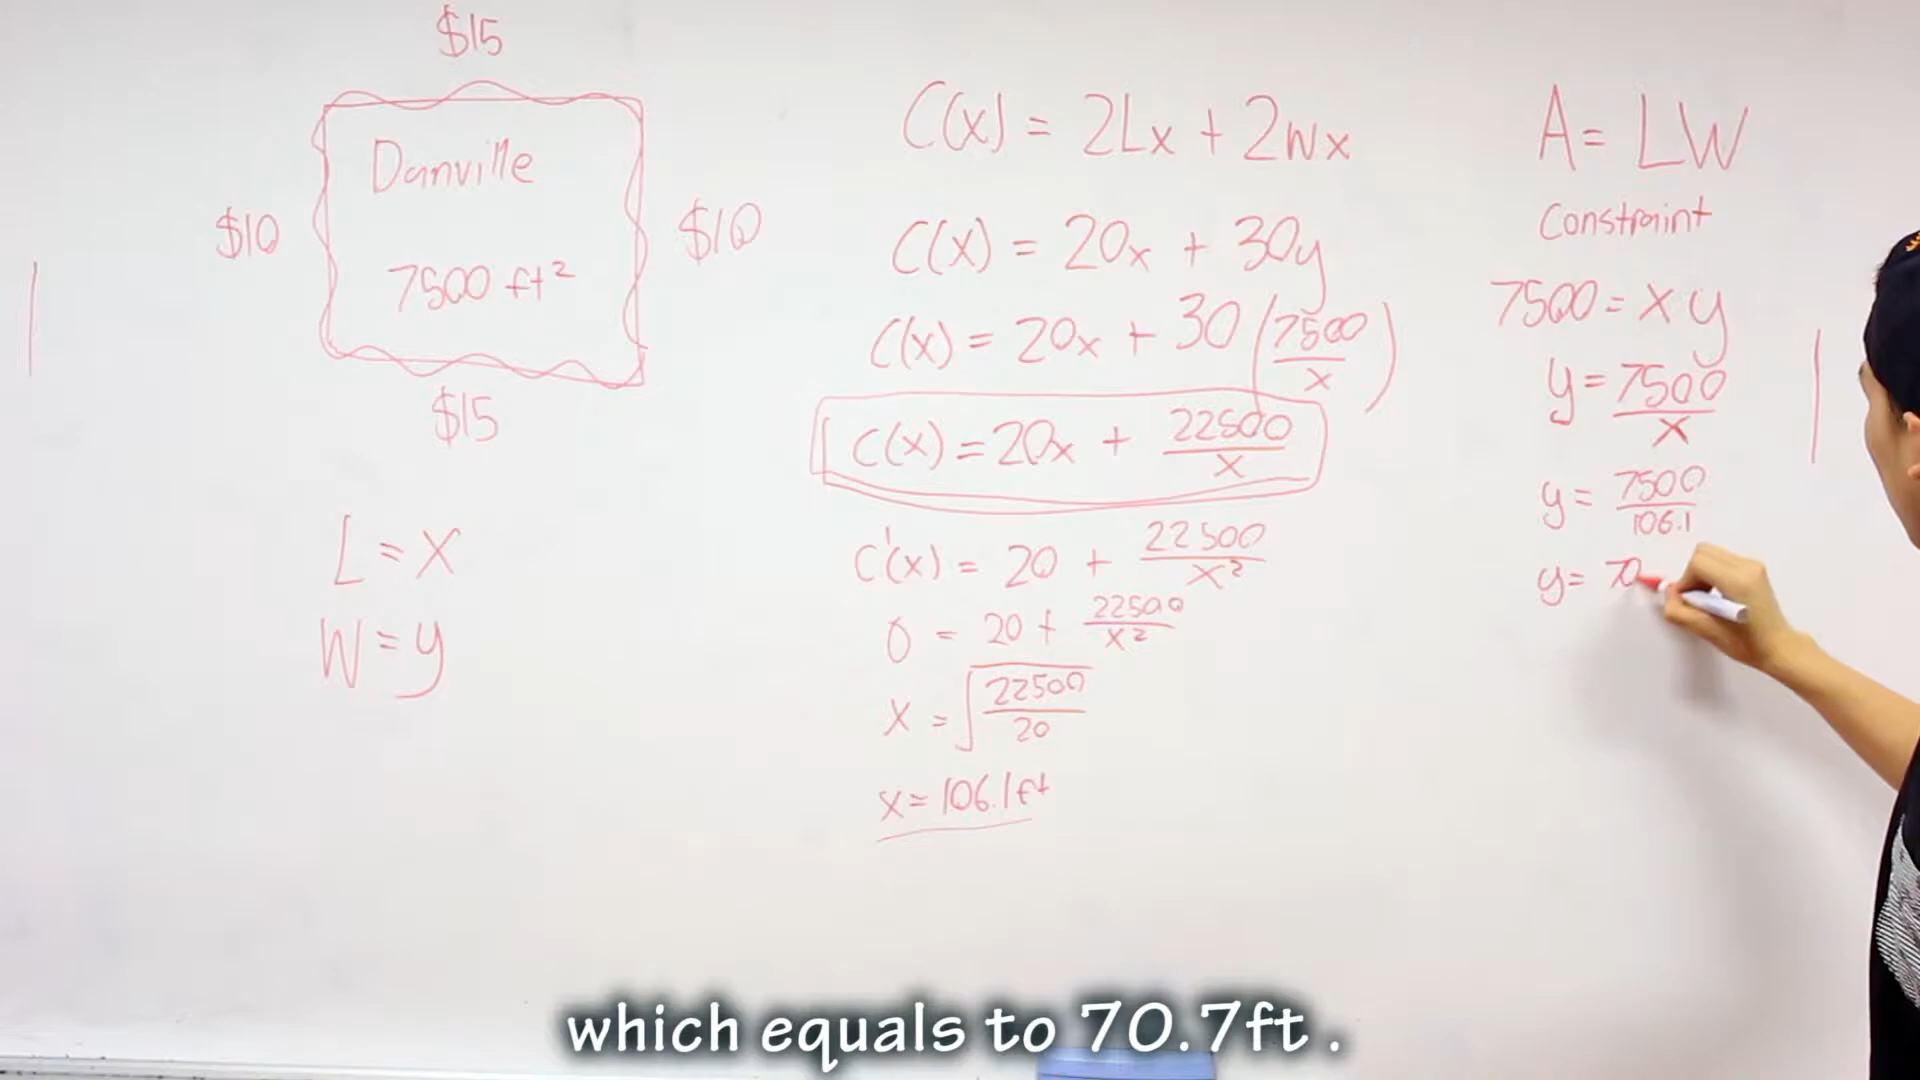 $15
Danville
$10
$10
7500 ft²
$15
L = X
W = y
C(x) = 2Lx + 2Wx
C(x) = 20x + 30y
C(x) = 20x + 30 (7500/x)
C(x) = 20x + 22500/x
C'(x) = 20 + 22500/x²
0 = 20 + 22500/x²
x = √(22500/20)
x = 106.1ft
A = LW
Constraint
7500 = xy
y = 7500/x
y = 7500/106.1
y = 70
which equals to 70.7ft .